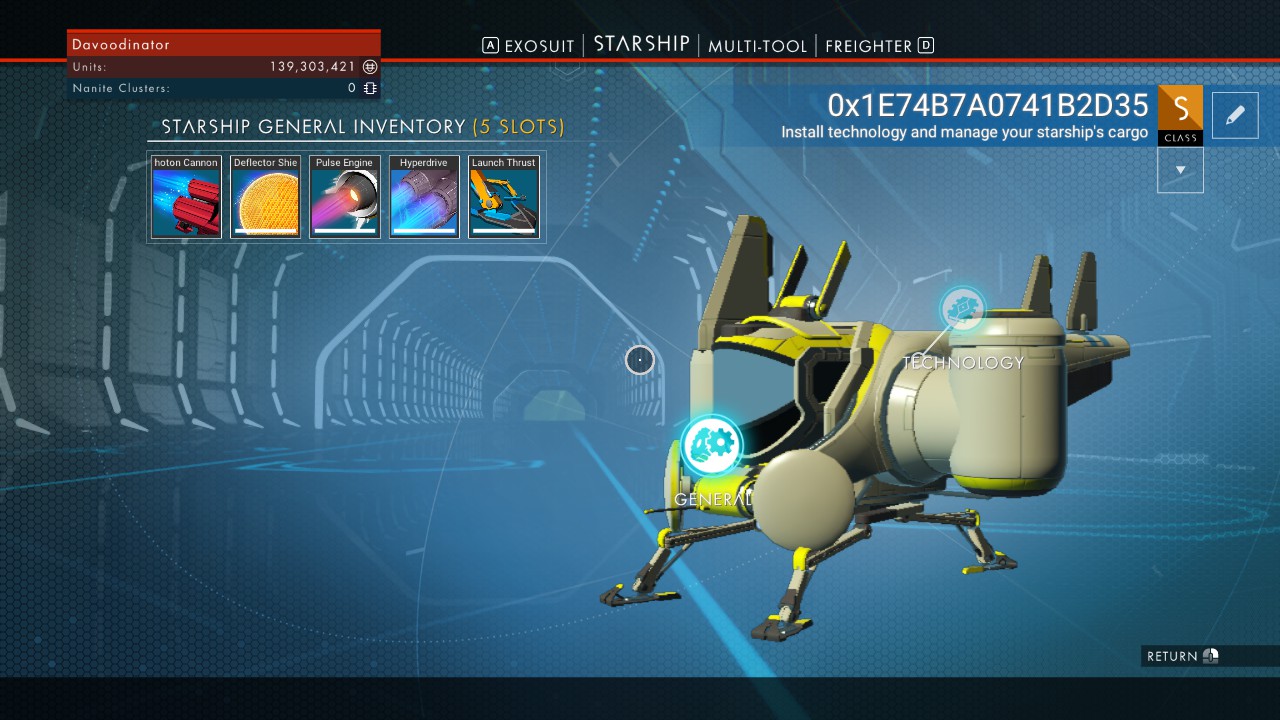 Davoodinator
Units: 139,303,421
Nanite Clusters: 0
A EXOSUIT STARSHIP MULTI-TOOL FREIGHTER D
0x1E74B7A0741B2D35
Install technology and manage your starship's cargo
S
CLASS
STARSHIP GENERAL INVENTORY (5 SLOTS)
hoton Cannon Deflector Shie Pulse Engine Hyperdrive Launch Thrust
TECHNOLOGY
GENERAL
RETURN